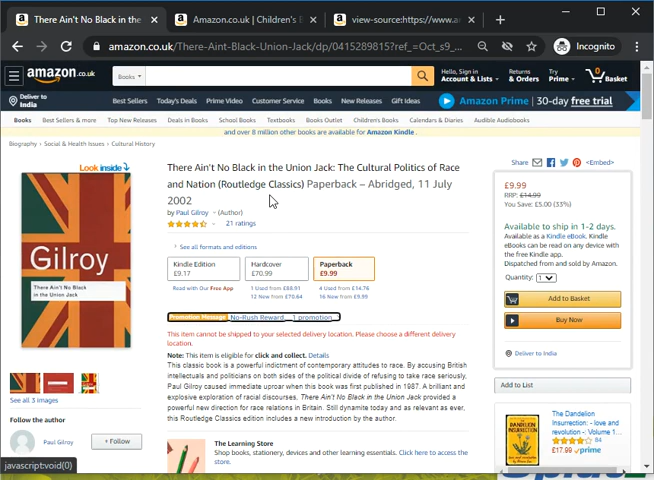 There Ain't No Black in the
Amazon.co.uk | Children's B
view-source:https://www.am
amazon.co.uk/There-Aint-Black-Union-Jack/dp/0415289815?ref_=Oct_s9_...
Incognito
amazon.co.uk
Books
Hello, Sign in
Account & Lists
Returns
& Orders
Try
Prime
0
Basket
Deliver to
India
Best Sellers
Today's Deals
Prime Video
Customer Service
Books
New Releases
Gift Ideas
Amazon Prime | 30-day free trial
Books
Best Sellers & more
Top New Releases
Deals in Books
School Books
Textbooks
Books Outlet
Children's Books
Calendars & Diaries
Audible Audiobooks
and over 8 million other books are available for Amazon Kindle .
Biography › Social & Health Issues › Cultural History
Look inside
Gilroy
There Ain't No Black
in the Union Jack
See all 3 images
Follow the author
Paul Gilroy
+ Follow
There Ain't No Black in the Union Jack: The Cultural Politics of Race
and Nation (Routledge Classics) Paperback – Abridged, 11 July
2002
by Paul Gilroy (Author)
21 ratings
See all formats and editions
Kindle Edition
£9.17
Hardcover
£70.99
Paperback
£9.99
Read with Our Free App
1 Used from £88.91
12 New from £70.64
4 Used from £14.76
16 New from £9.99
Promotion Message No-Rush Reward, 1 promotion
This item cannot be shipped to your selected delivery location. Please choose a different delivery
location.
Note: This item is eligible for click and collect. Details
This classic book is a powerful indictment of contemporary attitudes to race. By accusing British
intellectuals and politicians on both sides of the political divide of refusing to take race seriously,
Paul Gilroy caused immediate uproar when this book was first published in 1987. A brilliant and
explosive exploration of racial discourses, There Ain't No Black in the Union Jack provided a
powerful new direction for race relations in Britain. Still dynamite today and as relevant as ever,
this Routledge Classics edition includes a new introduction by the author.
The Learning Store
Shop books, stationery, devices and other learning essentials. Click here to access the
store.
Share
<Embed>
£9.99
RRP: £14.99
You Save: £5.00 (33%)
Available to ship in 1-2 days.
Available as a Kindle eBook. Kindle
eBooks can be read on any device with
the free Kindle app.
Dispatched from and sold by Amazon.
Quantity: 1
Add to Basket
Buy Now
Deliver to India
Add to List
The Dandelion
Insurrection: - love and
revolution -: Volume 1...
84
£17.99 prime
javascript:void(0)